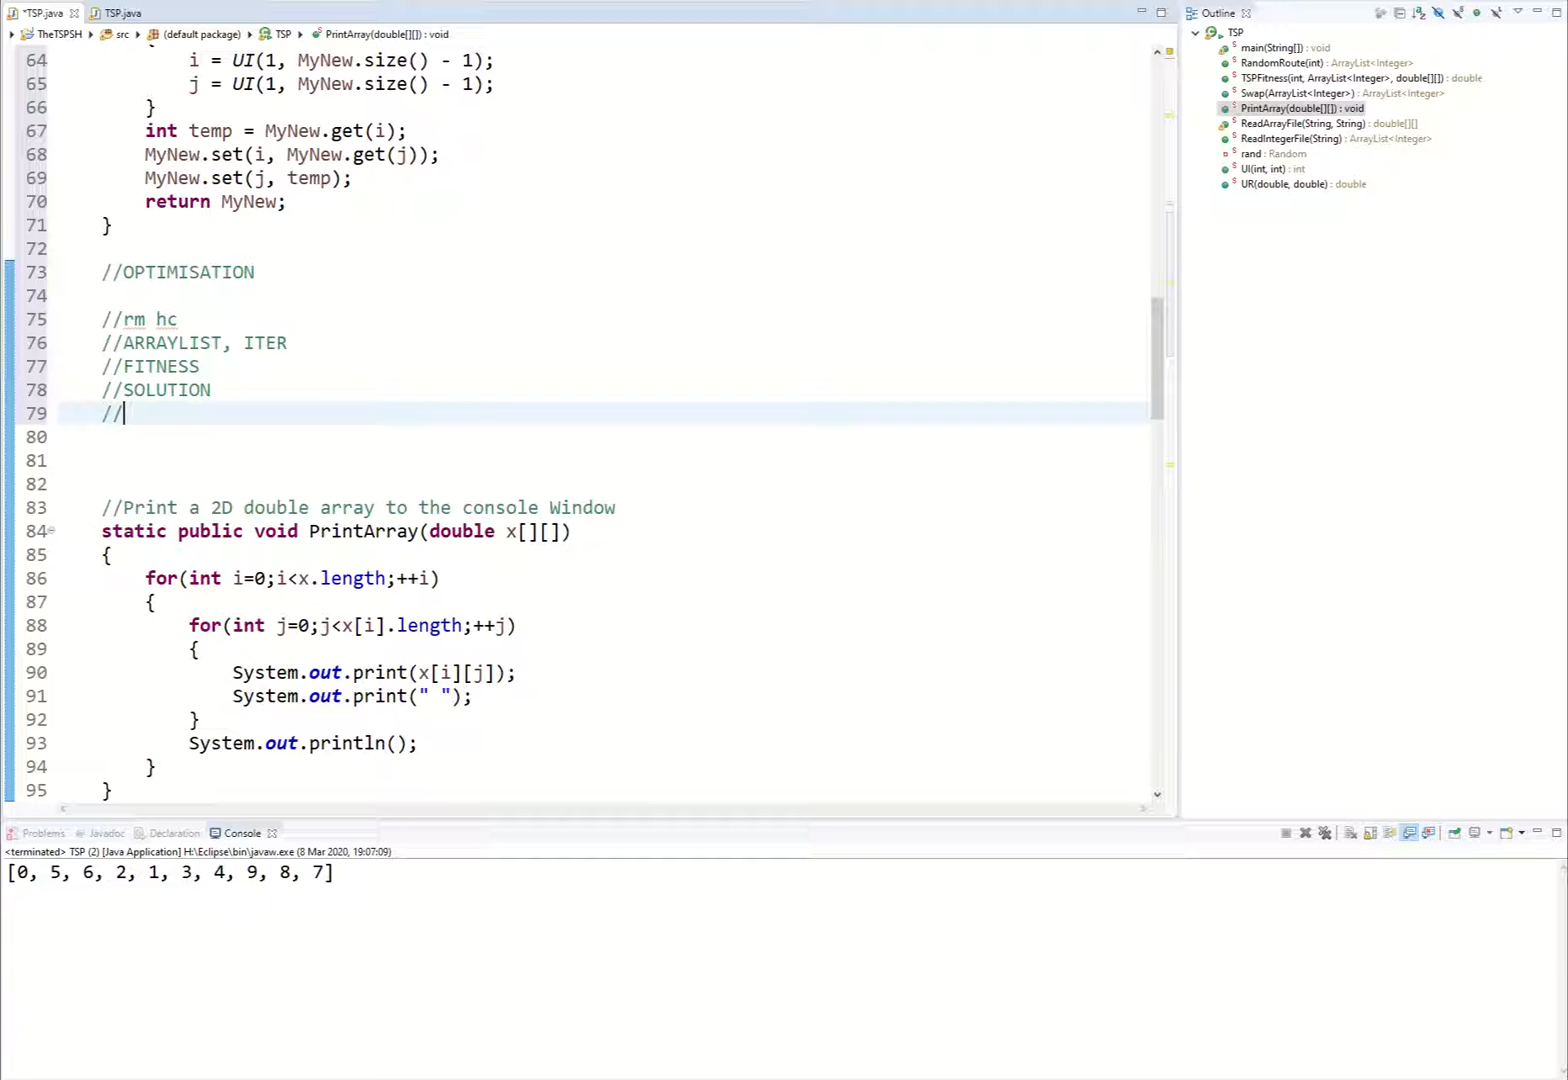 *TSP.java
TSP.java
TheTSPSH
src
(default package)
TSP
PrintArray(double[][]) : void
{
64 i = UI(1, MyNew.size() - 1);
65 j = UI(1, MyNew.size() - 1);
66 }
67 int temp = MyNew.get(i);
68 MyNew.set(i, MyNew.get(j));
69 MyNew.set(j, temp);
70 return MyNew;
71 }
72
73 //OPTIMISATION
74
75 //rm hc
76 //ARRAYLIST, ITER
77 //FITNESS
78 //SOLUTION
79 //
80
81
82
83 //Print a 2D double array to the console Window
84 static public void PrintArray(double x[][])
85 {
86 for(int i=0;i<x.length;++i)
87 {
88 for(int j=0;j<x[i].length;++j)
89 {
90 System.out.print(x[i][j]);
91 System.out.print(" ");
92 }
93 System.out.println();
94 }
95 }
Outline
TSP
main(String[]) : void
RandomRoute(int) : ArrayList<Integer>
TSPFitness(int, ArrayList<Integer>, double[][]) : double
Swap(ArrayList<Integer>) : ArrayList<Integer>
PrintArray(double[][]) : void
ReadArrayFile(String, String) : double[][]
ReadIntegerFile(String) : ArrayList<Integer>
rand : Random
UI(int, int) : int
UR(double, double) : double
Problems
Javadoc
Declaration
Console
<terminated> TSP (2) [Java Application] H:\Eclipse\bin\javaw.exe (8 Mar 2020, 19:07:09)
[0, 5, 6, 2, 1, 3, 4, 9, 8, 7]